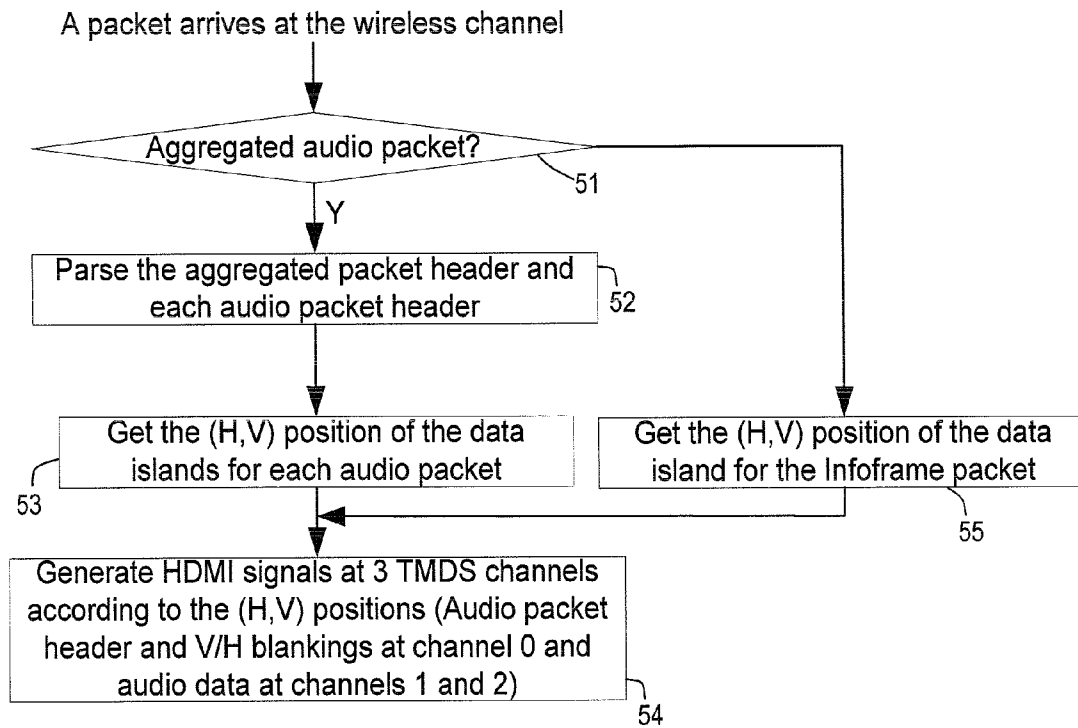 A packet arrives at the wireless channel
Aggregated audio packet?
51
Y
Parse the aggregated packet header and
each audio packet header
52
Get the (H,V) position of the data
islands for each audio packet
53
Get the (H,V) position of the data
island for the Infoframe packet
55
Generate HDMI signals at 3 TMDS channels
according to the (H,V) positions (Audio packet
header and V/H blankings at channel 0 and
audio data at channels 1 and 2)
54